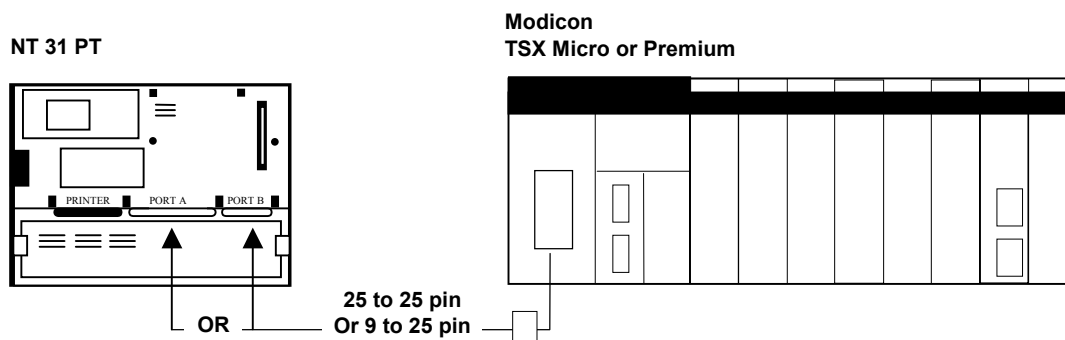 Modicon
TSX Micro or Premium
NT 31 PT
PRINTER
PORT A
PORT B
25 to 25 pin
Or 9 to 25 pin
OR